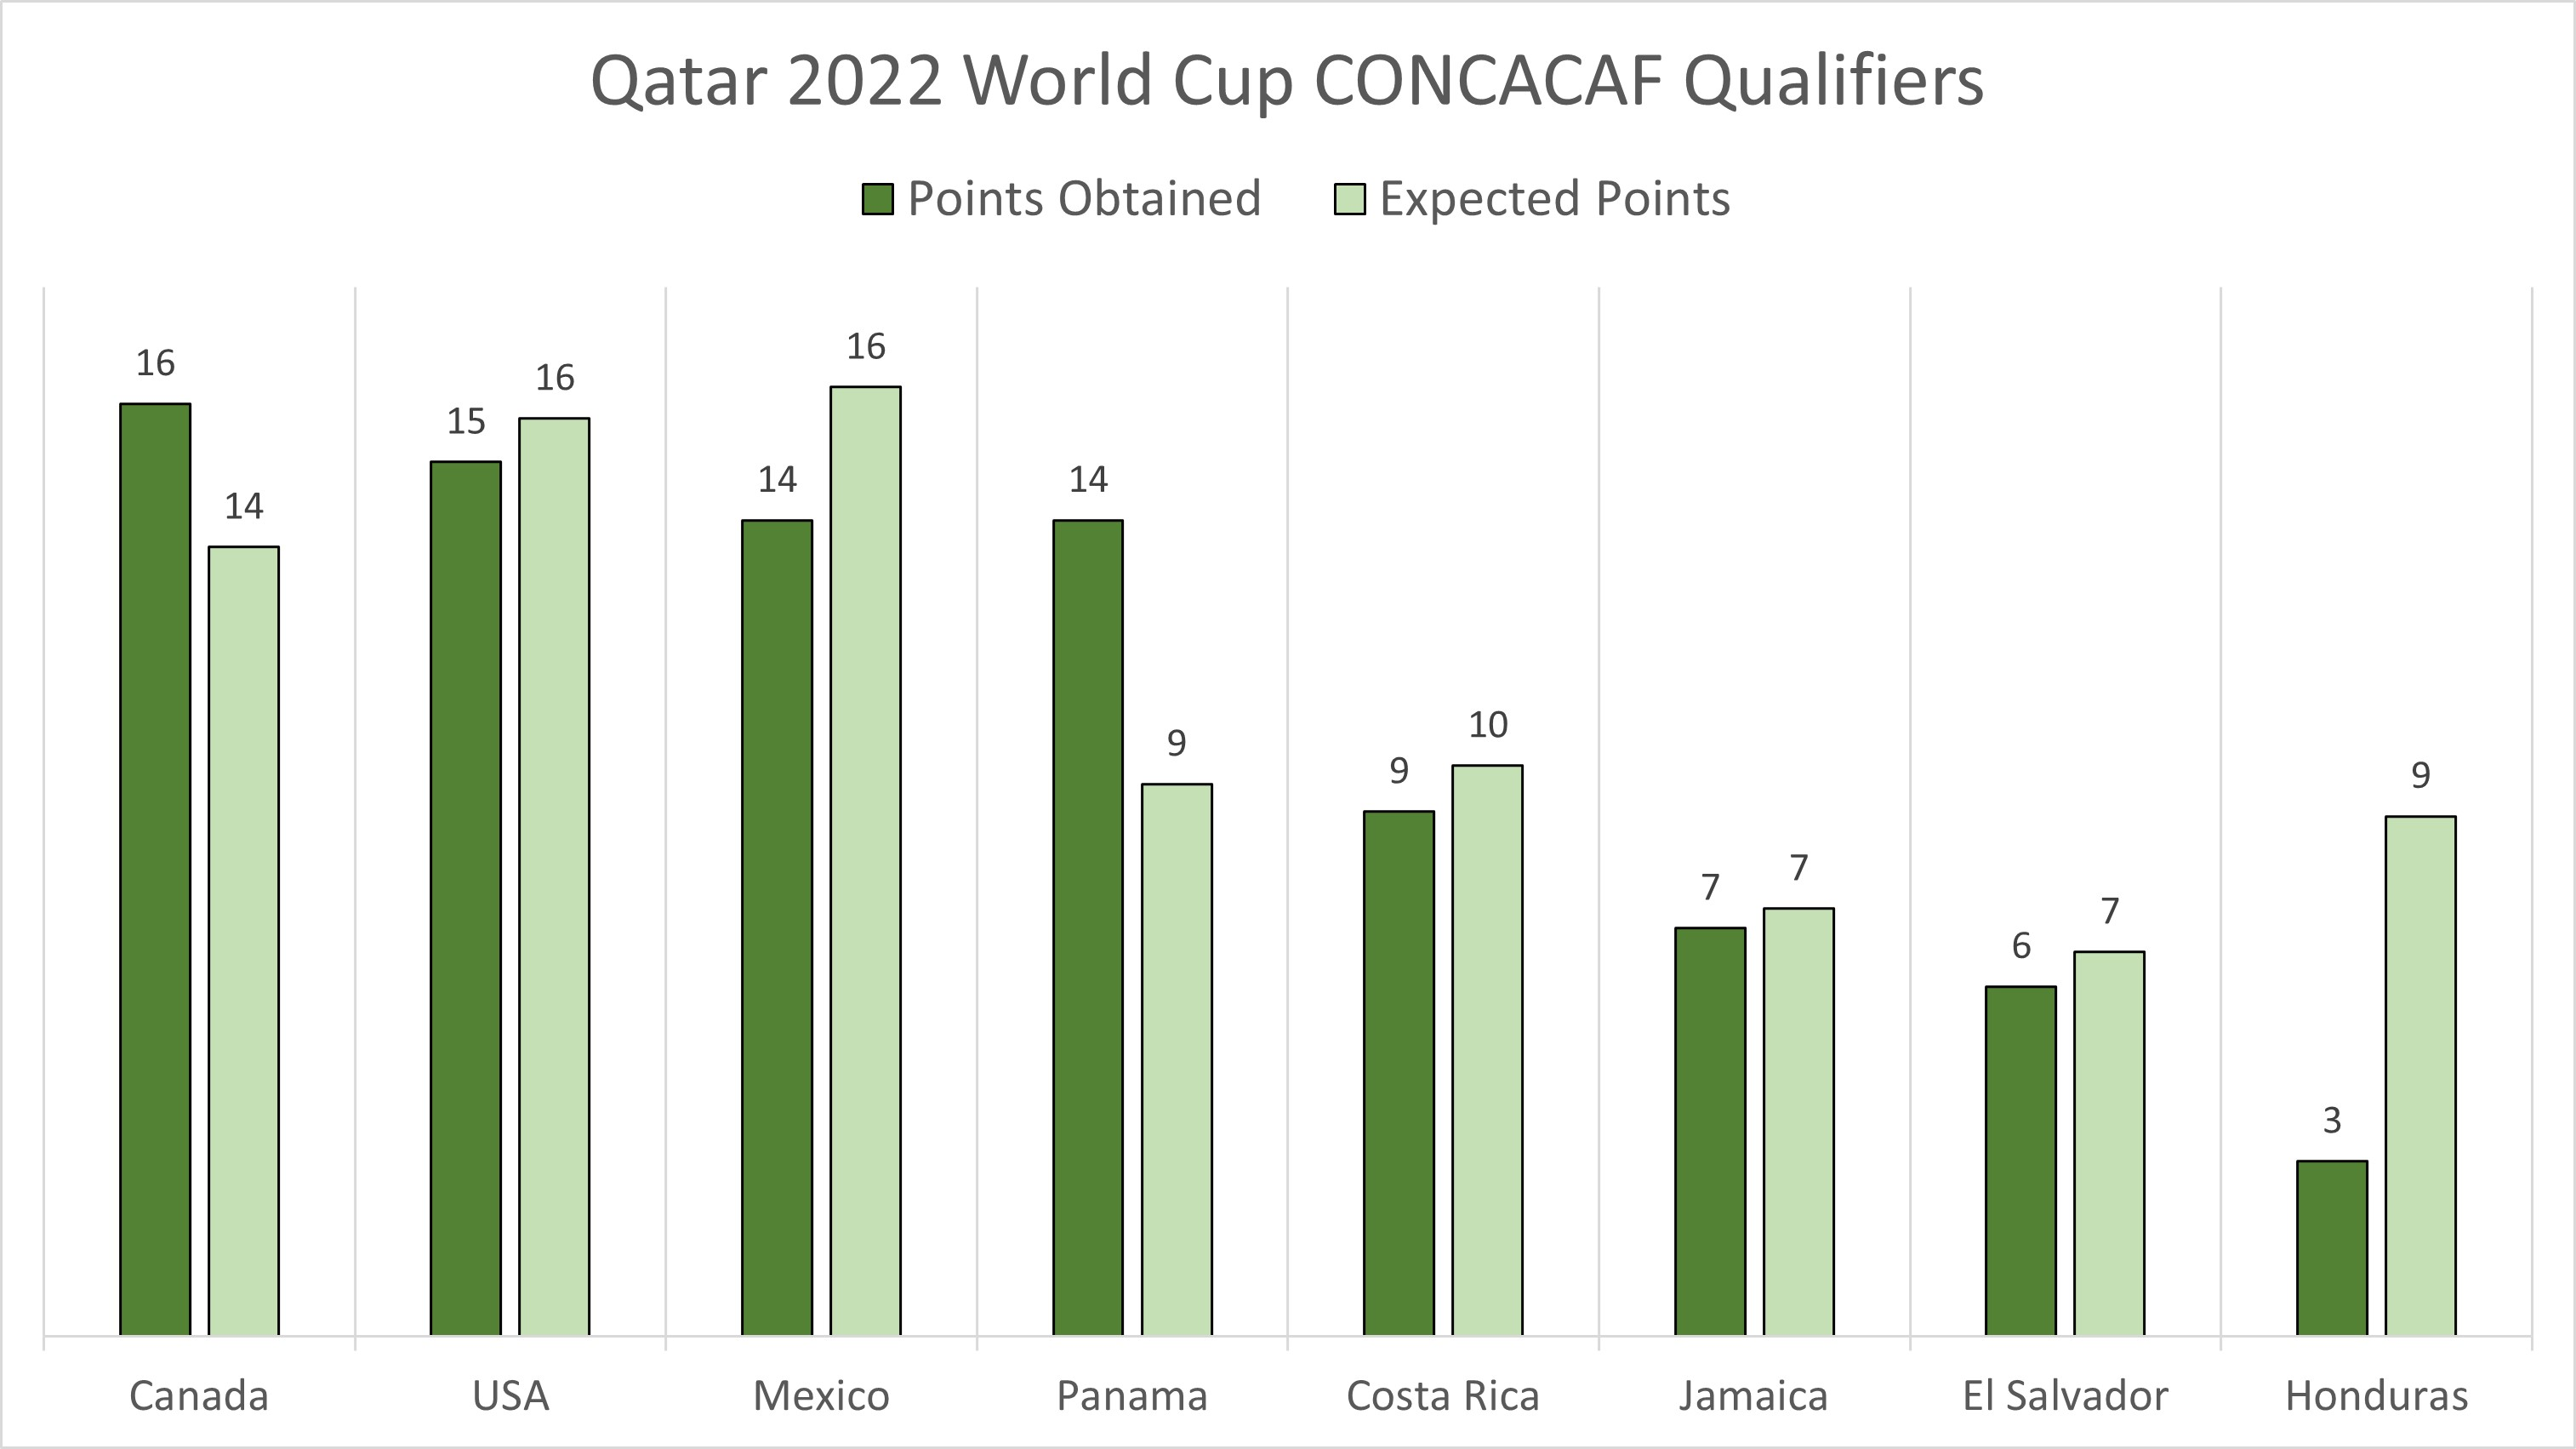 Qatar 2022 World Cup CONCACAF Qualifiers
Points Obtained Expected Points
16 14 15 16 14 16 14 9 9 10 7 7 6 7 3 9
Canada USA Mexico Panama Costa Rica Jamaica El Salvador Honduras